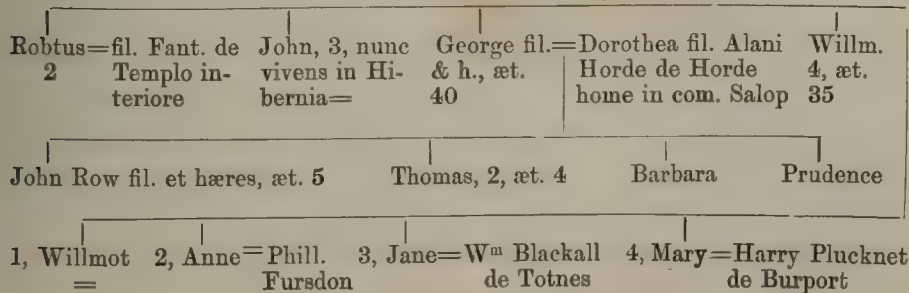 Robtus=fil. Fant. de John, 3, nunc George fil.=Dorothea fil. Alani Willm.
2 Templo in- vivens in Hi- & h., æt. Horde de Horde 4, æt.
teriore bernia= 40 home in com. Salop 35
John Row fil. et hæres, æt. 5 Thomas, 2, æt. 4 Barbara Prudence
1, Willmot 2, Anne=Phill. 3, Jane=Wm Blackall 4, Mary=Harry Plucknet
= Fursdon de Totnes de Burport